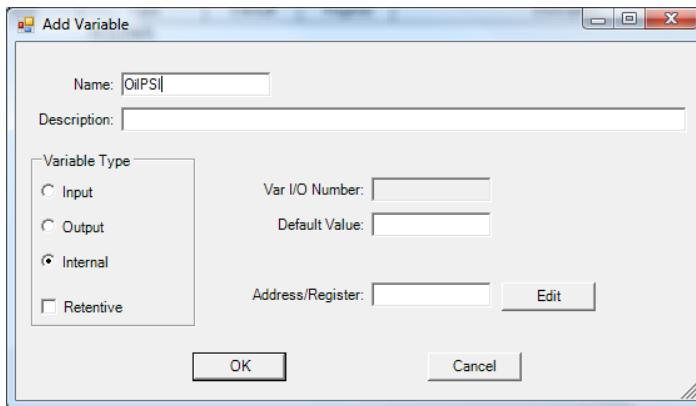 Add Variable
Name: OilPSI
Description:
Variable Type
Input
Var I/O Number:
Output
Default Value:
Internal
Retentive
Address/Register:
Edit
OK
Cancel